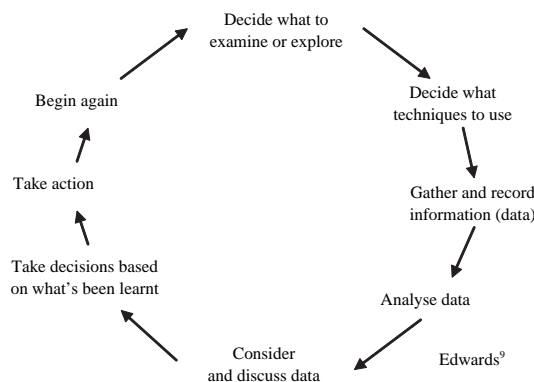 Decide what to
examine or explore
Decide what
techniques to use
Gather and record
information (data)
Analyse data
Edwards⁹
Consider
and discuss data
Take decisions based
on what's been learnt
Take action
Begin again